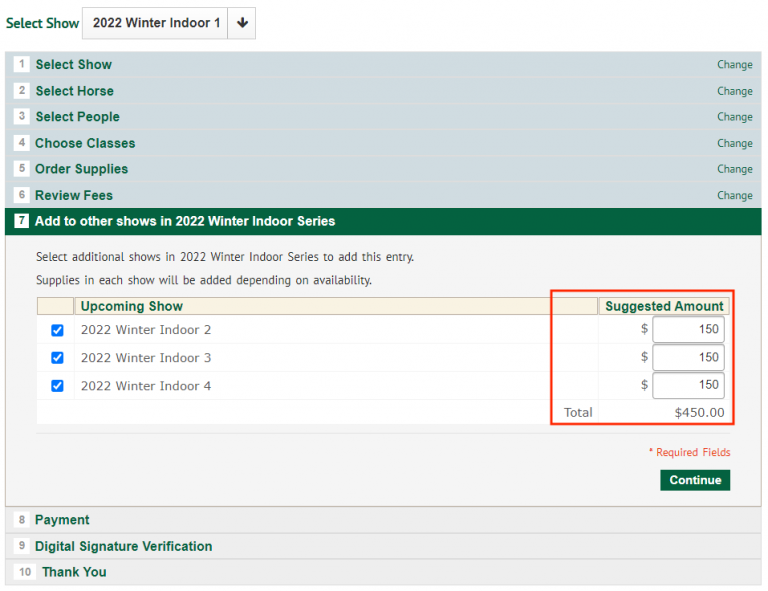 Select Show 2022 Winter Indoor 1
1 Select Show Change
2 Select Horse Change
3 Select People Change
4 Choose Classes Change
5 Order Supplies Change
6 Review Fees Change
7 Add to other shows in 2022 Winter Indoor Series
Select additional shows in 2022 Winter Indoor Series to add this entry.
Supplies in each show will be added depending on availability.
Upcoming Show Suggested Amount
2022 Winter Indoor 2 $ 150
2022 Winter Indoor 3 $ 150
2022 Winter Indoor 4 $ 150
Total $450.00
* Required Fields
Continue
8 Payment
9 Digital Signature Verification
10 Thank You